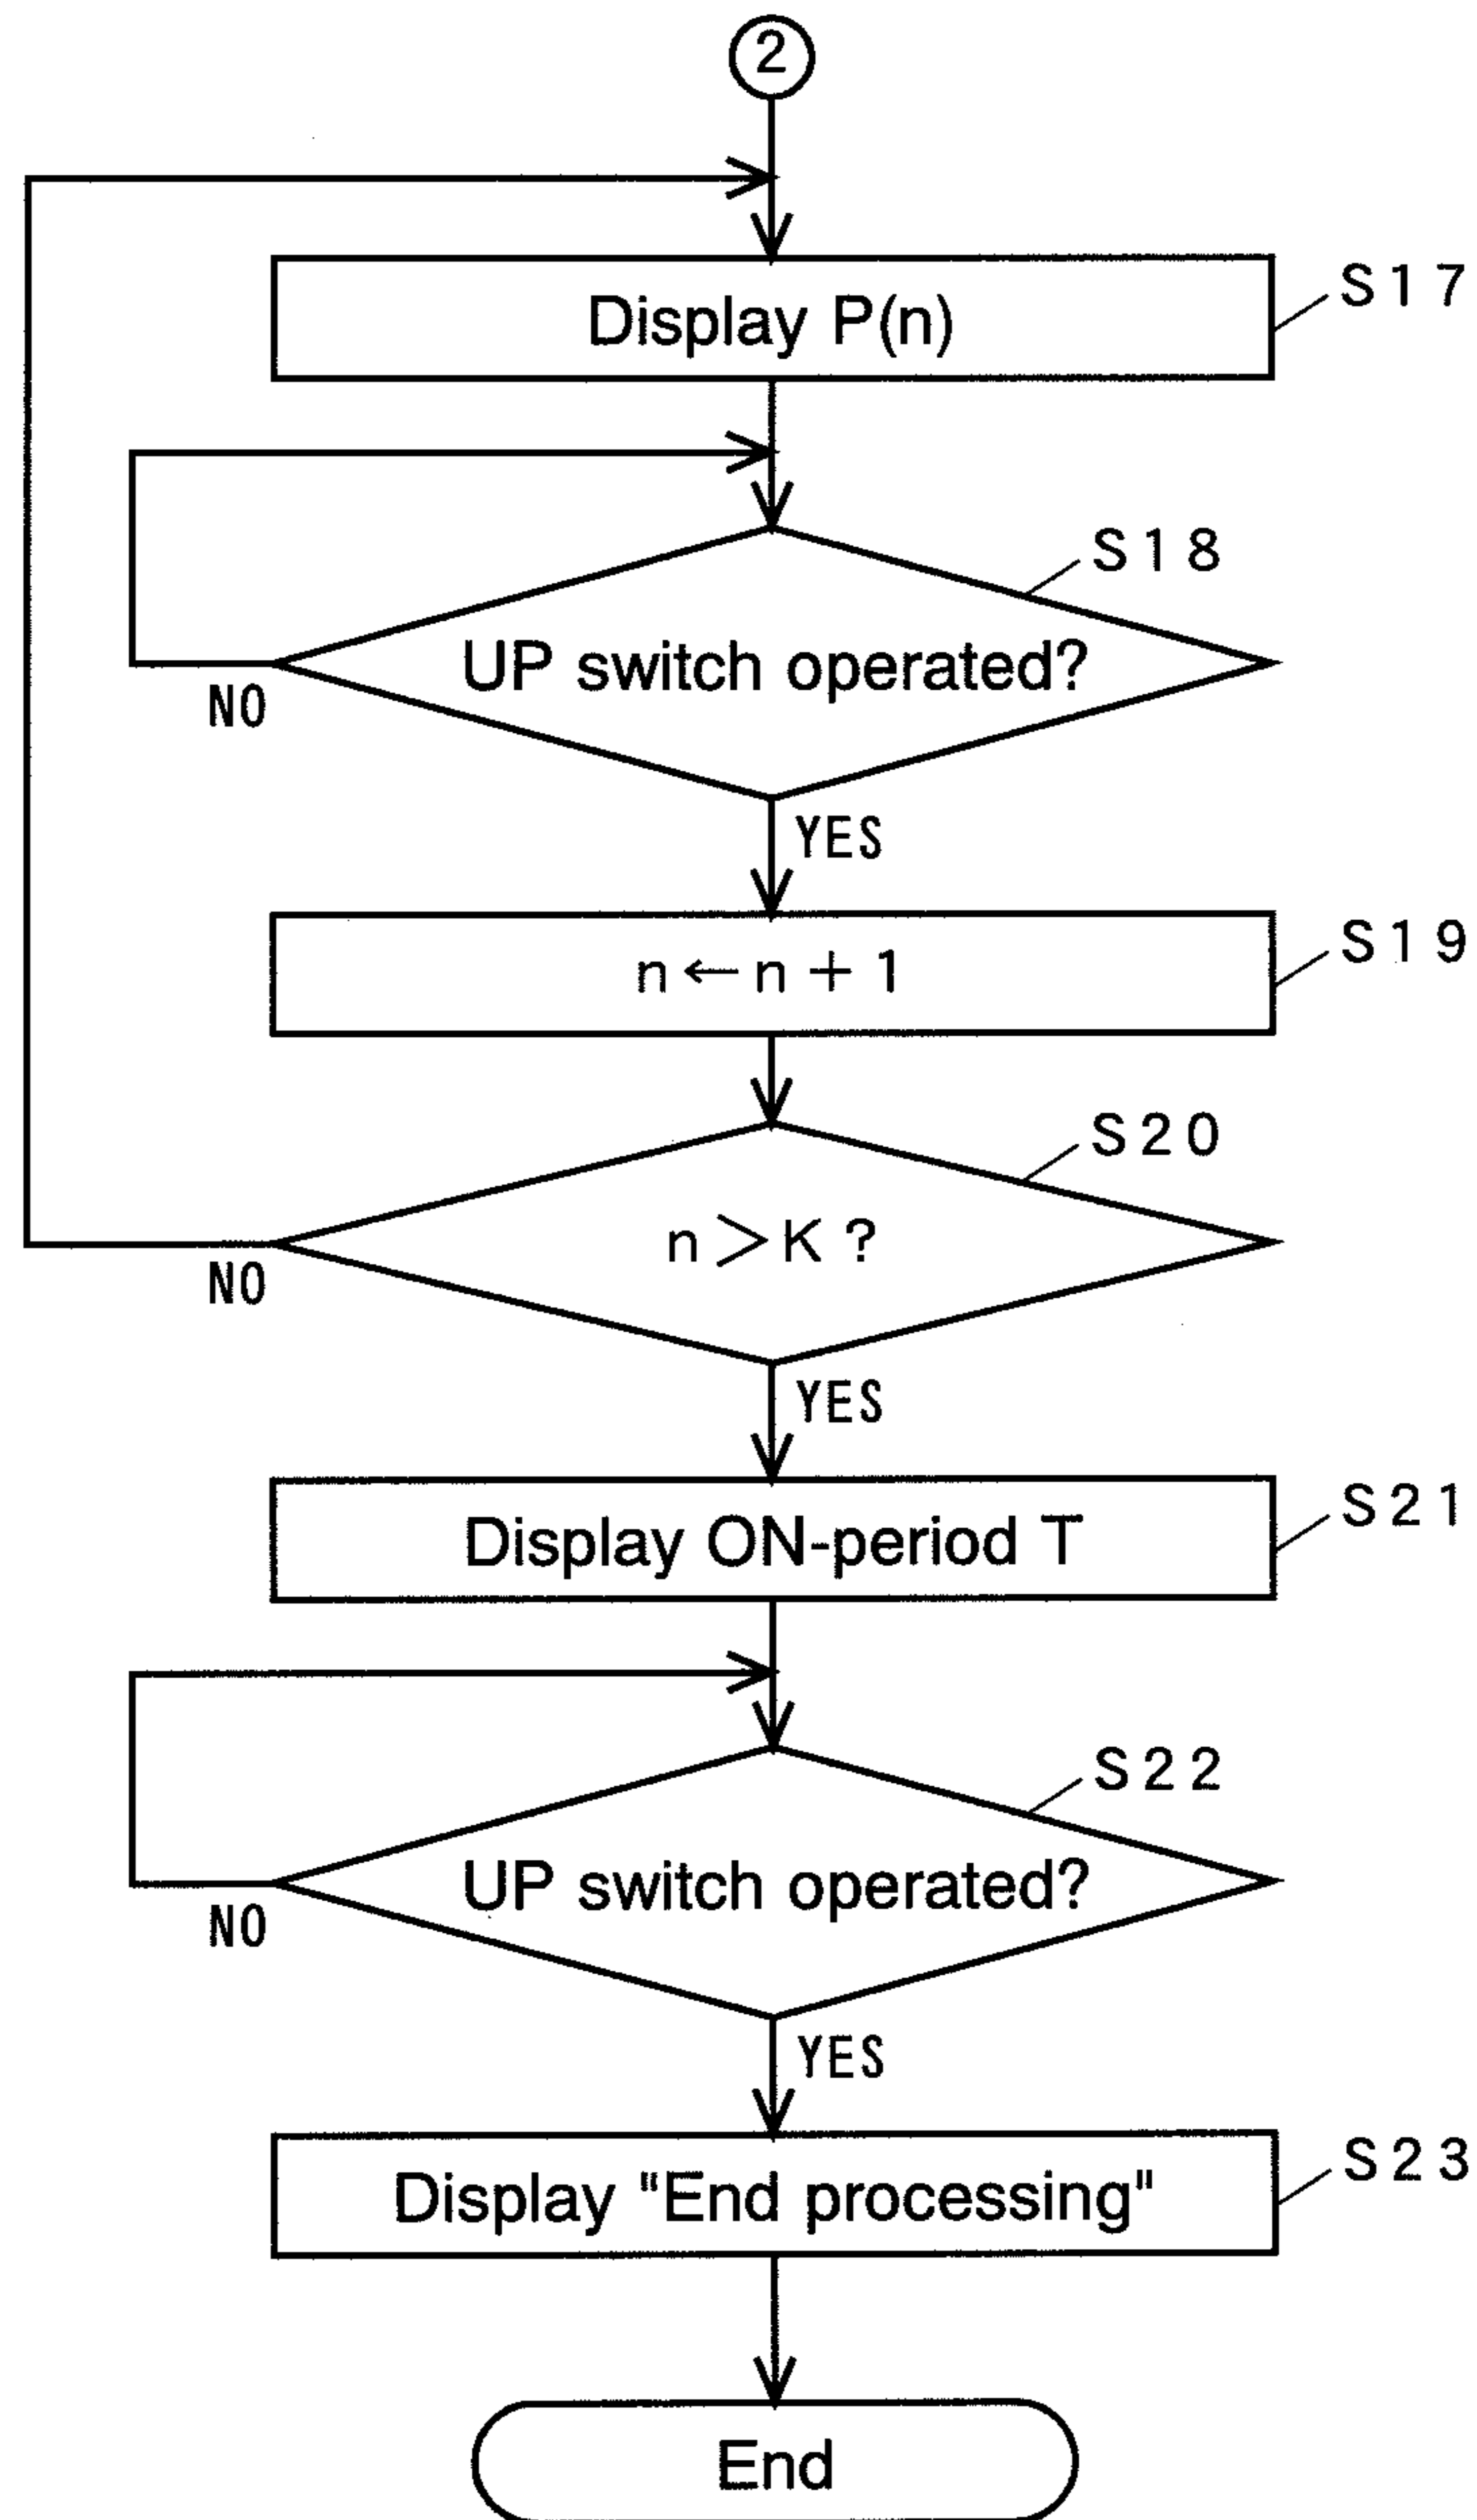 2
Display P(n)
S17
S18
UP switch operated?
NO
YES
n←n+1
S19
S20
n>K?
NO
YES
Display ON-period T
S21
S22
UP switch operated?
NO
YES
Display "End processing"
S23
End